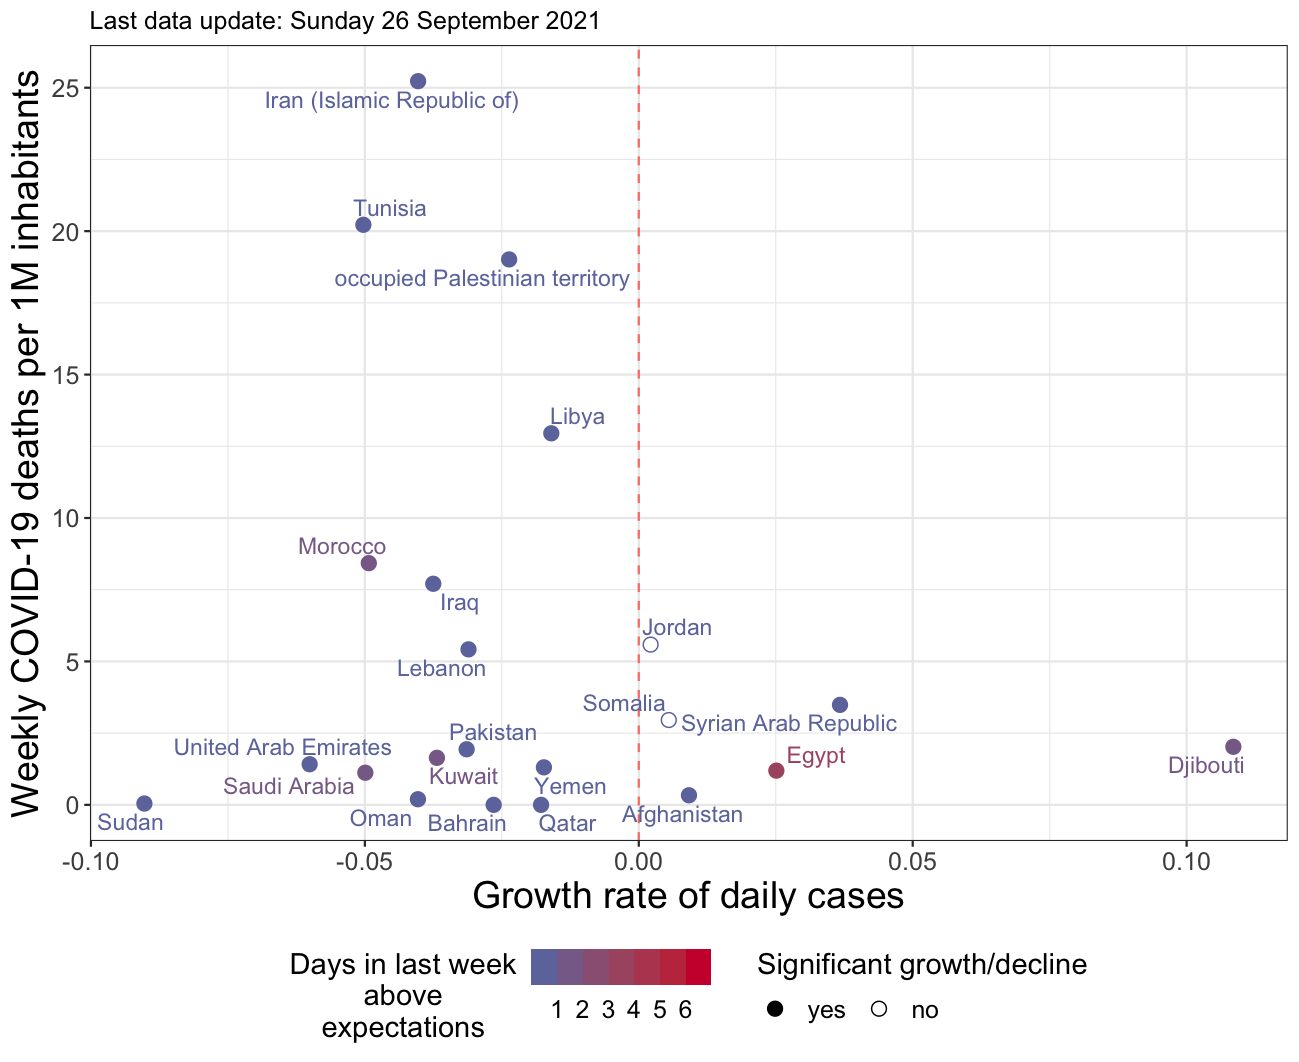 Last data update: Sunday 26 September 2021
Weekly COVID-19 deaths per 1M inhabitants
25
20
15
10
5
0
Iran (Islamic Republic of)
Tunisia
occupied Palestinian territory
Libya
Morocco
Iraq
Jordan
Lebanon
Somalia
Syrian Arab Republic
Pakistan
United Arab Emirates
Egypt
Djibouti
Kuwait
Saudi Arabia
Yemen
Afghanistan
Oman
Bahrain
Qatar
Sudan
-0.10 -0.05 0.00 0.05 0.10
Growth rate of daily cases
Days in last week
above
expectations
1 2 3 4 5 6
Significant growth/decline
yes no